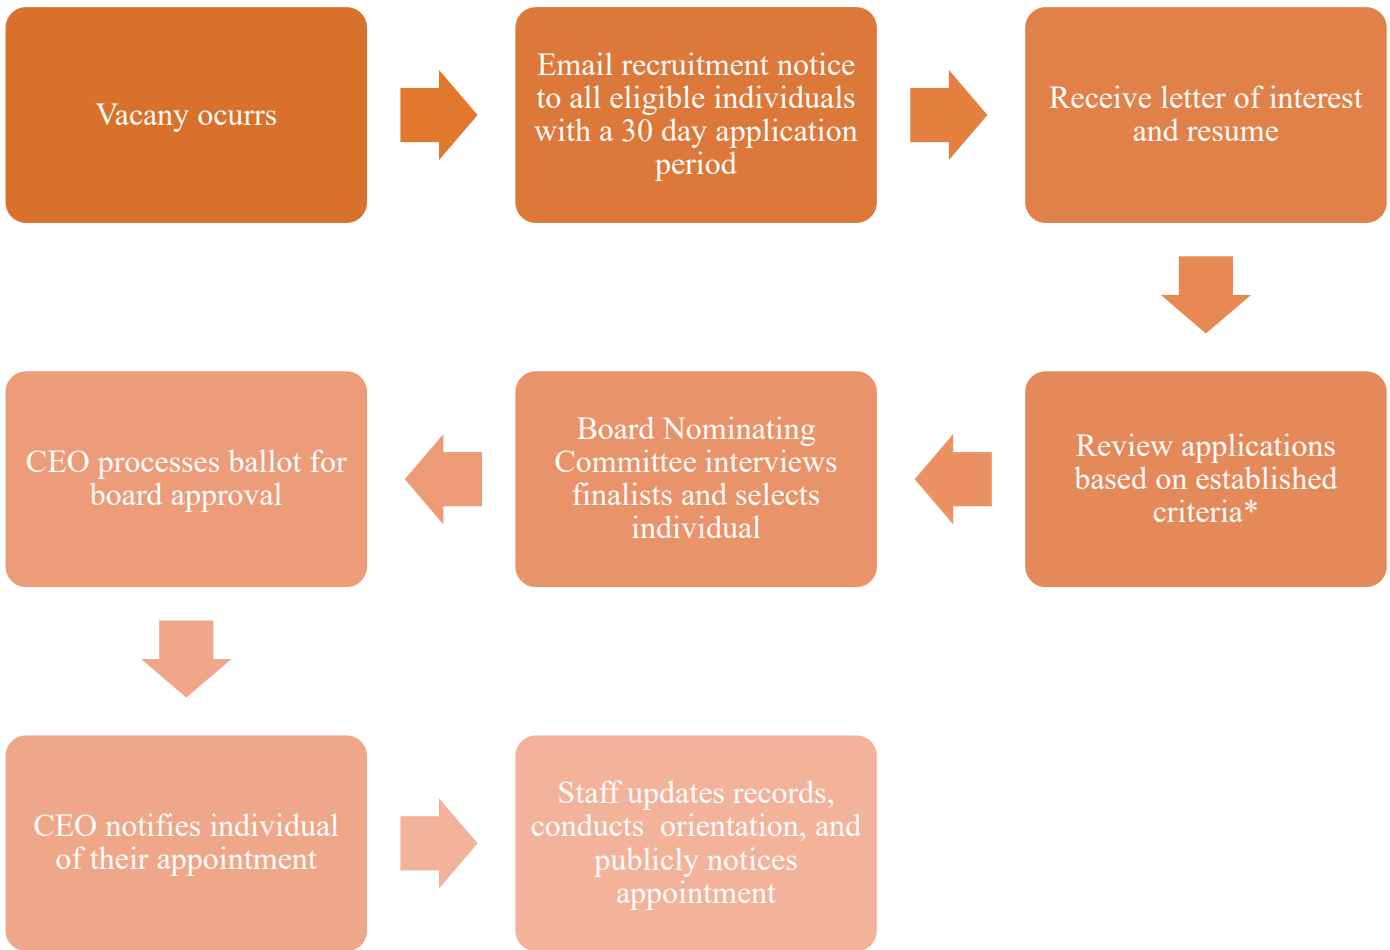 Vacany ocurrs
Email recruitment notice
to all eligible individuals
with a 30 day application
period
Receive letter of interest
and resume
Review applications
based on established
criteria*
Board Nominating
Committee interviews
finalists and selects
individual
CEO processes ballot for
board approval
CEO notifies individual
of their appointment
Staff updates records,
conducts  orientation, and
publicly notices
appointment